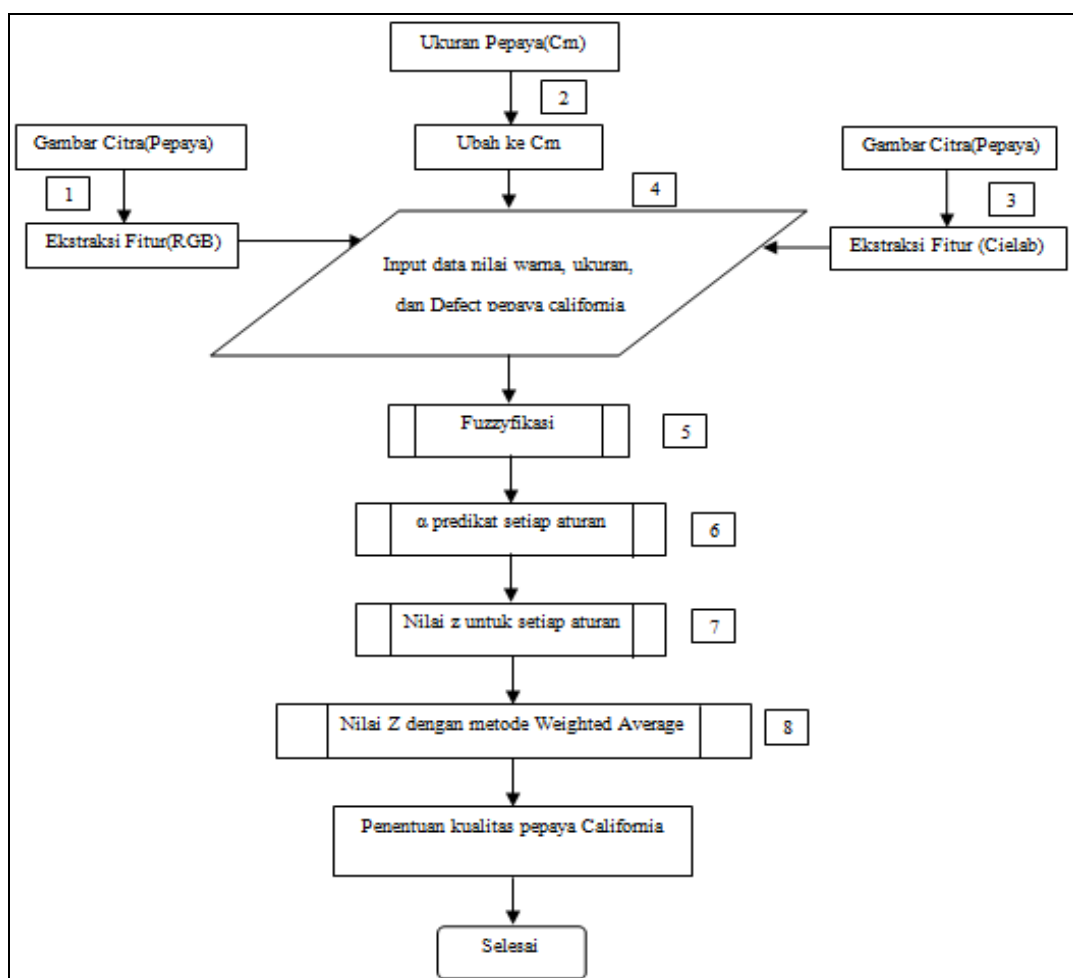 Ukuran Pepaya(Cm)
2
Gambar Citra(Pepaya)
Ubah ke Cm
Gambar Citra(Pepaya)
1
4
3
Ekstraksi Fitur(RGB)
Ekstraksi Fitur (Cielab)
Input data nilai warna, ukuran,
dan Defect pepaya california
Fuzzyfikasi
5
α predikat setiap aturan
6
Nilai z untuk setiap aturan
7
Nilai Z dengan metode Weighted Average
8
Penentuan kualitas pepaya California
Selesai